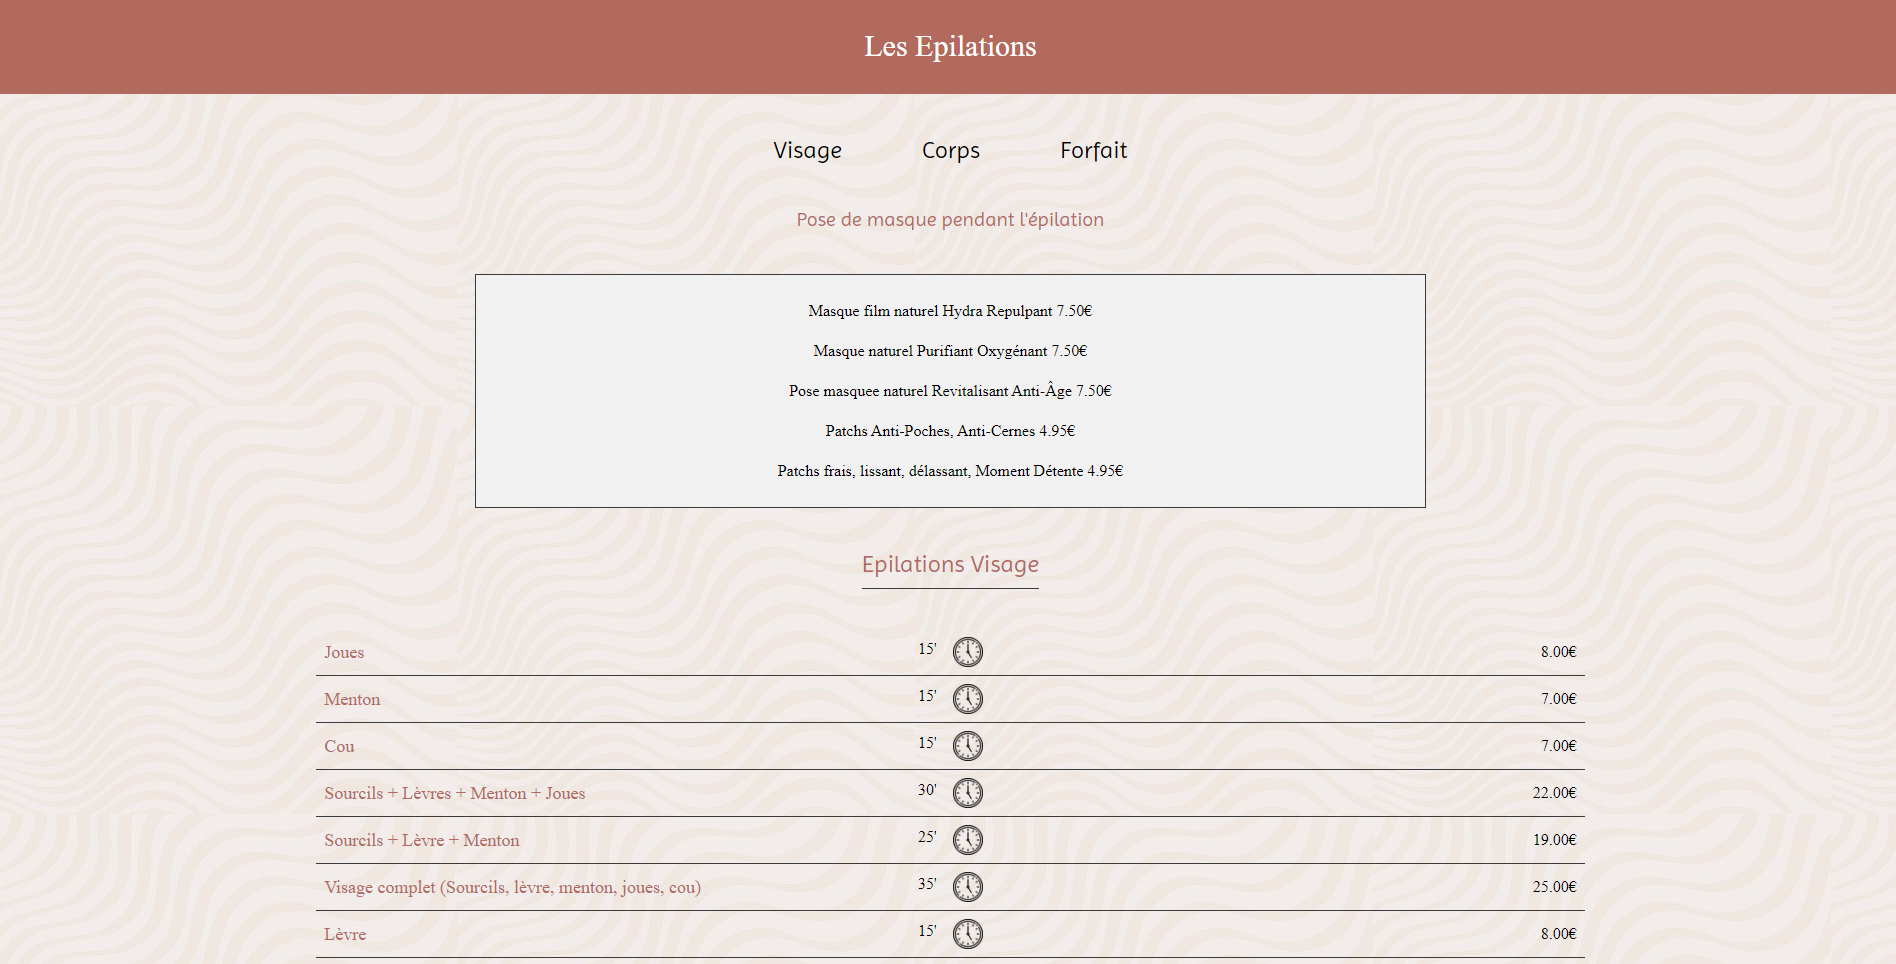 Les Epilations
Visage Corps Forfait
Pose de masque pendant l'épilation
Masque film naturel Hydra Repulpant 7.50€
Masque naturel Purifiant Oxygénant 7.50€
Pose masquee naturel Revitalisant Anti-Âge 7.50€
Patchs Anti-Poches, Anti-Cernes 4.95€
Patchs frais, lissant, délassant, Moment Détente 4.95€
Epilations Visage
Joues 15' 8.00€
Menton 15' 7.00€
Cou 15' 7.00€
Sourcils + Lèvres + Menton + Joues 30' 22.00€
Sourcils + Lèvre + Menton 25' 19.00€
Visage complet (Sourcils, lèvre, menton, joues, cou) 35' 25.00€
Lèvre 15' 8.00€